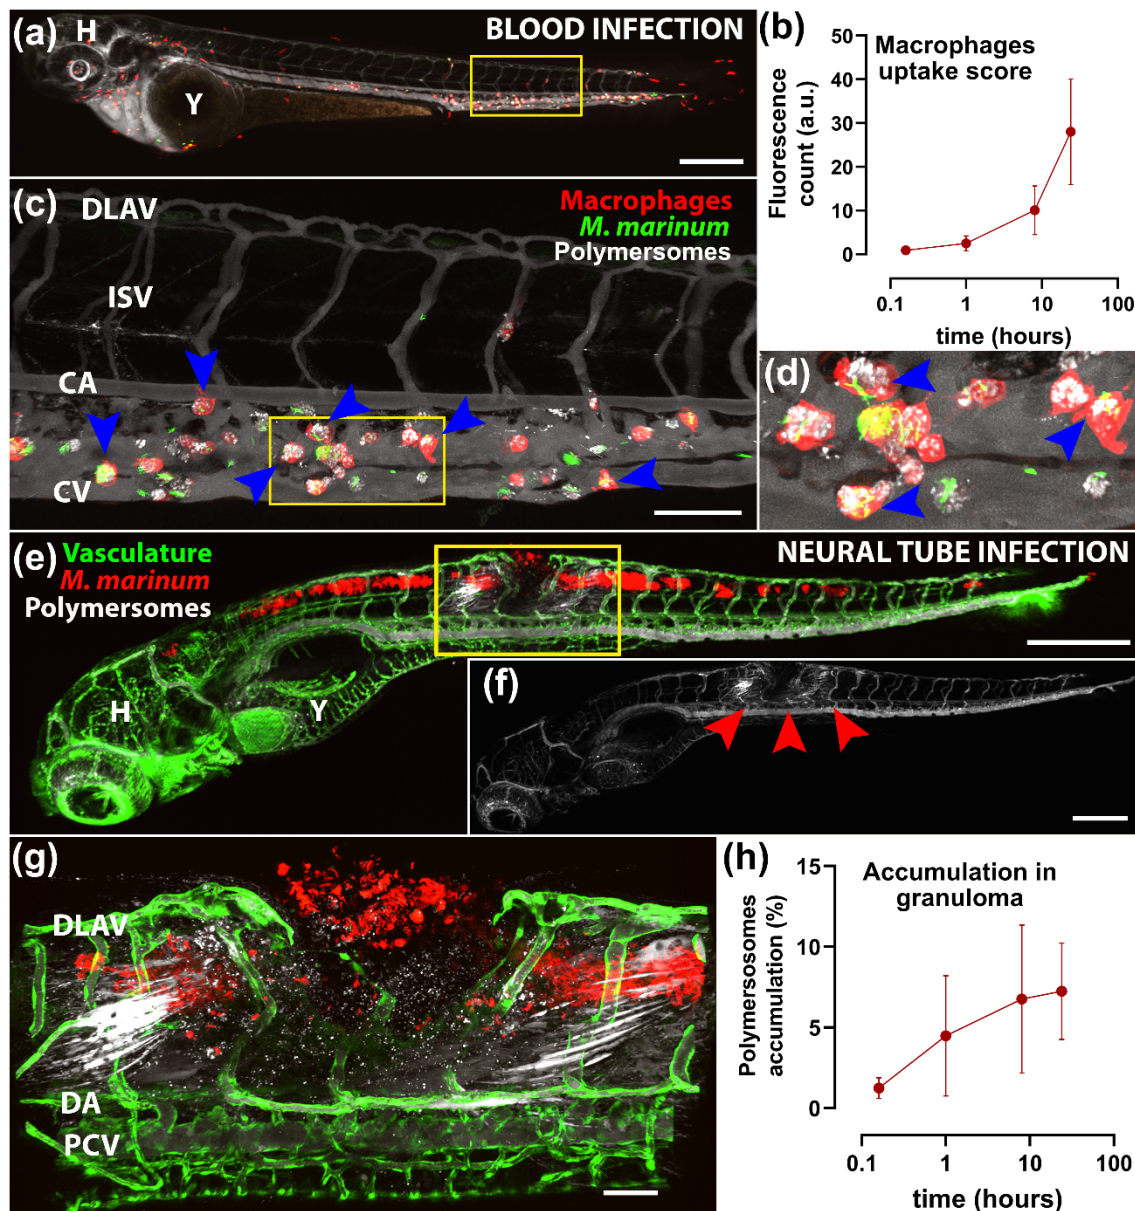 (a)
H
BLOOD INFECTION
Y
(b)
Macrophages
uptake score
Fluorescence
count (a.u.)
50
40
30
20
10
0
0.1
1
10
100
time (hours)
(c)
DLAV
Macrophages
M. marinum
Polymersomes
ISV
CA
CV
(d)
(e)
Vasculature
M. marinum
Polymersomes
NEURAL TUBE INFECTION
H
Y
(f)
(g)
DLAV
DA
PCV
(h)
Accumulation in
granuloma
Polymersosomes
accumulation (%)
15
10
5
0
0.1
1
10
100
time (hours)